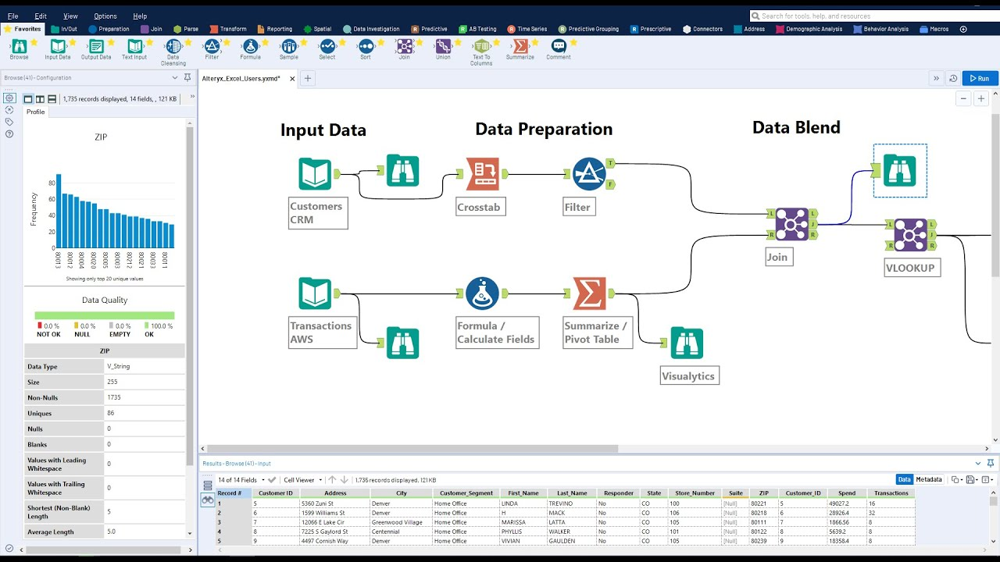 File Edit View Options Help Search for tools, help, and resources
Favorites In/Out Preparation Join Parse Transform Reporting Spatial Data Investigation Predictive AB Testing Time Series Predictive Grouping Prescriptive Connectors Address Demographic Analysis Behavior Analysis Macros
Browse Input Data Output Data Text Input Data Cleansing Filter Formula Sample Select Sort Join Union Text To Columns Summarize Comment
Browse (41) - Configuration
Alteryx_Excel_Users.yxmd*
Run
1,735 records displayed, 14 fields, , 121 KB
Profile
ZIP
Frequency
80
60
40
20
0
80013
80012
80004
80020
80005
80123
80003
80011
Showing only top 20 unique values
Data Quality
0.0 % 0.0 % 0.0 % 100.0 %
NOT OK NULL EMPTY OK
ZIP
Data Type V_String
Size 255
Non-Nulls 1735
Uniques 86
Nulls 0
Blanks 0
Values with Leading
Whitespace 0
Values with Trailing
Whitespace 0
Shortest (Non-Blank)
Length 5
Average Length 5.0
Input Data
Data Preparation
Data Blend
Customers
CRM
Crosstab
Filter
T
F
L
R
L
J
R
Join
L
R
L
J
R
VLOOKUP
Transactions
AWS
Formula /
Calculate Fields
Summarize /
Pivot Table
Visualytics
Results - Browse (41) - Input
14 of 14 Fields Cell Viewer 1,735 records displayed, 121 KB Data Metadata
Record # Customer ID Address City Customer_Segment First_Name Last_Name Responder State Store_Number Suite ZIP Customer_ID Spend Transactions
1 5 5360 Zuni St Denver Home Office LINDA TREVINO No CO 100 [Null] 80221 5 49027.2 16
2 6 1599 Williams St Denver Home Office H MACK No CO 106 [Null] 80218 6 28926.4 32
3 7 12066 E Lake Cir Greenwood Village Home Office MARISSA LATTA No CO 105 [Null] 80111 7 1866.56 8
4 8 7225 S Gaylord St Centennial Home Office PHYLLIS WALKER No CO 101 [Null] 80122 8 5639.2 8
5 9 4497 Cornish Way Denver Home Office VIVIAN GAULDEN No CO 105 [Null] 80239 9 18358.4 8